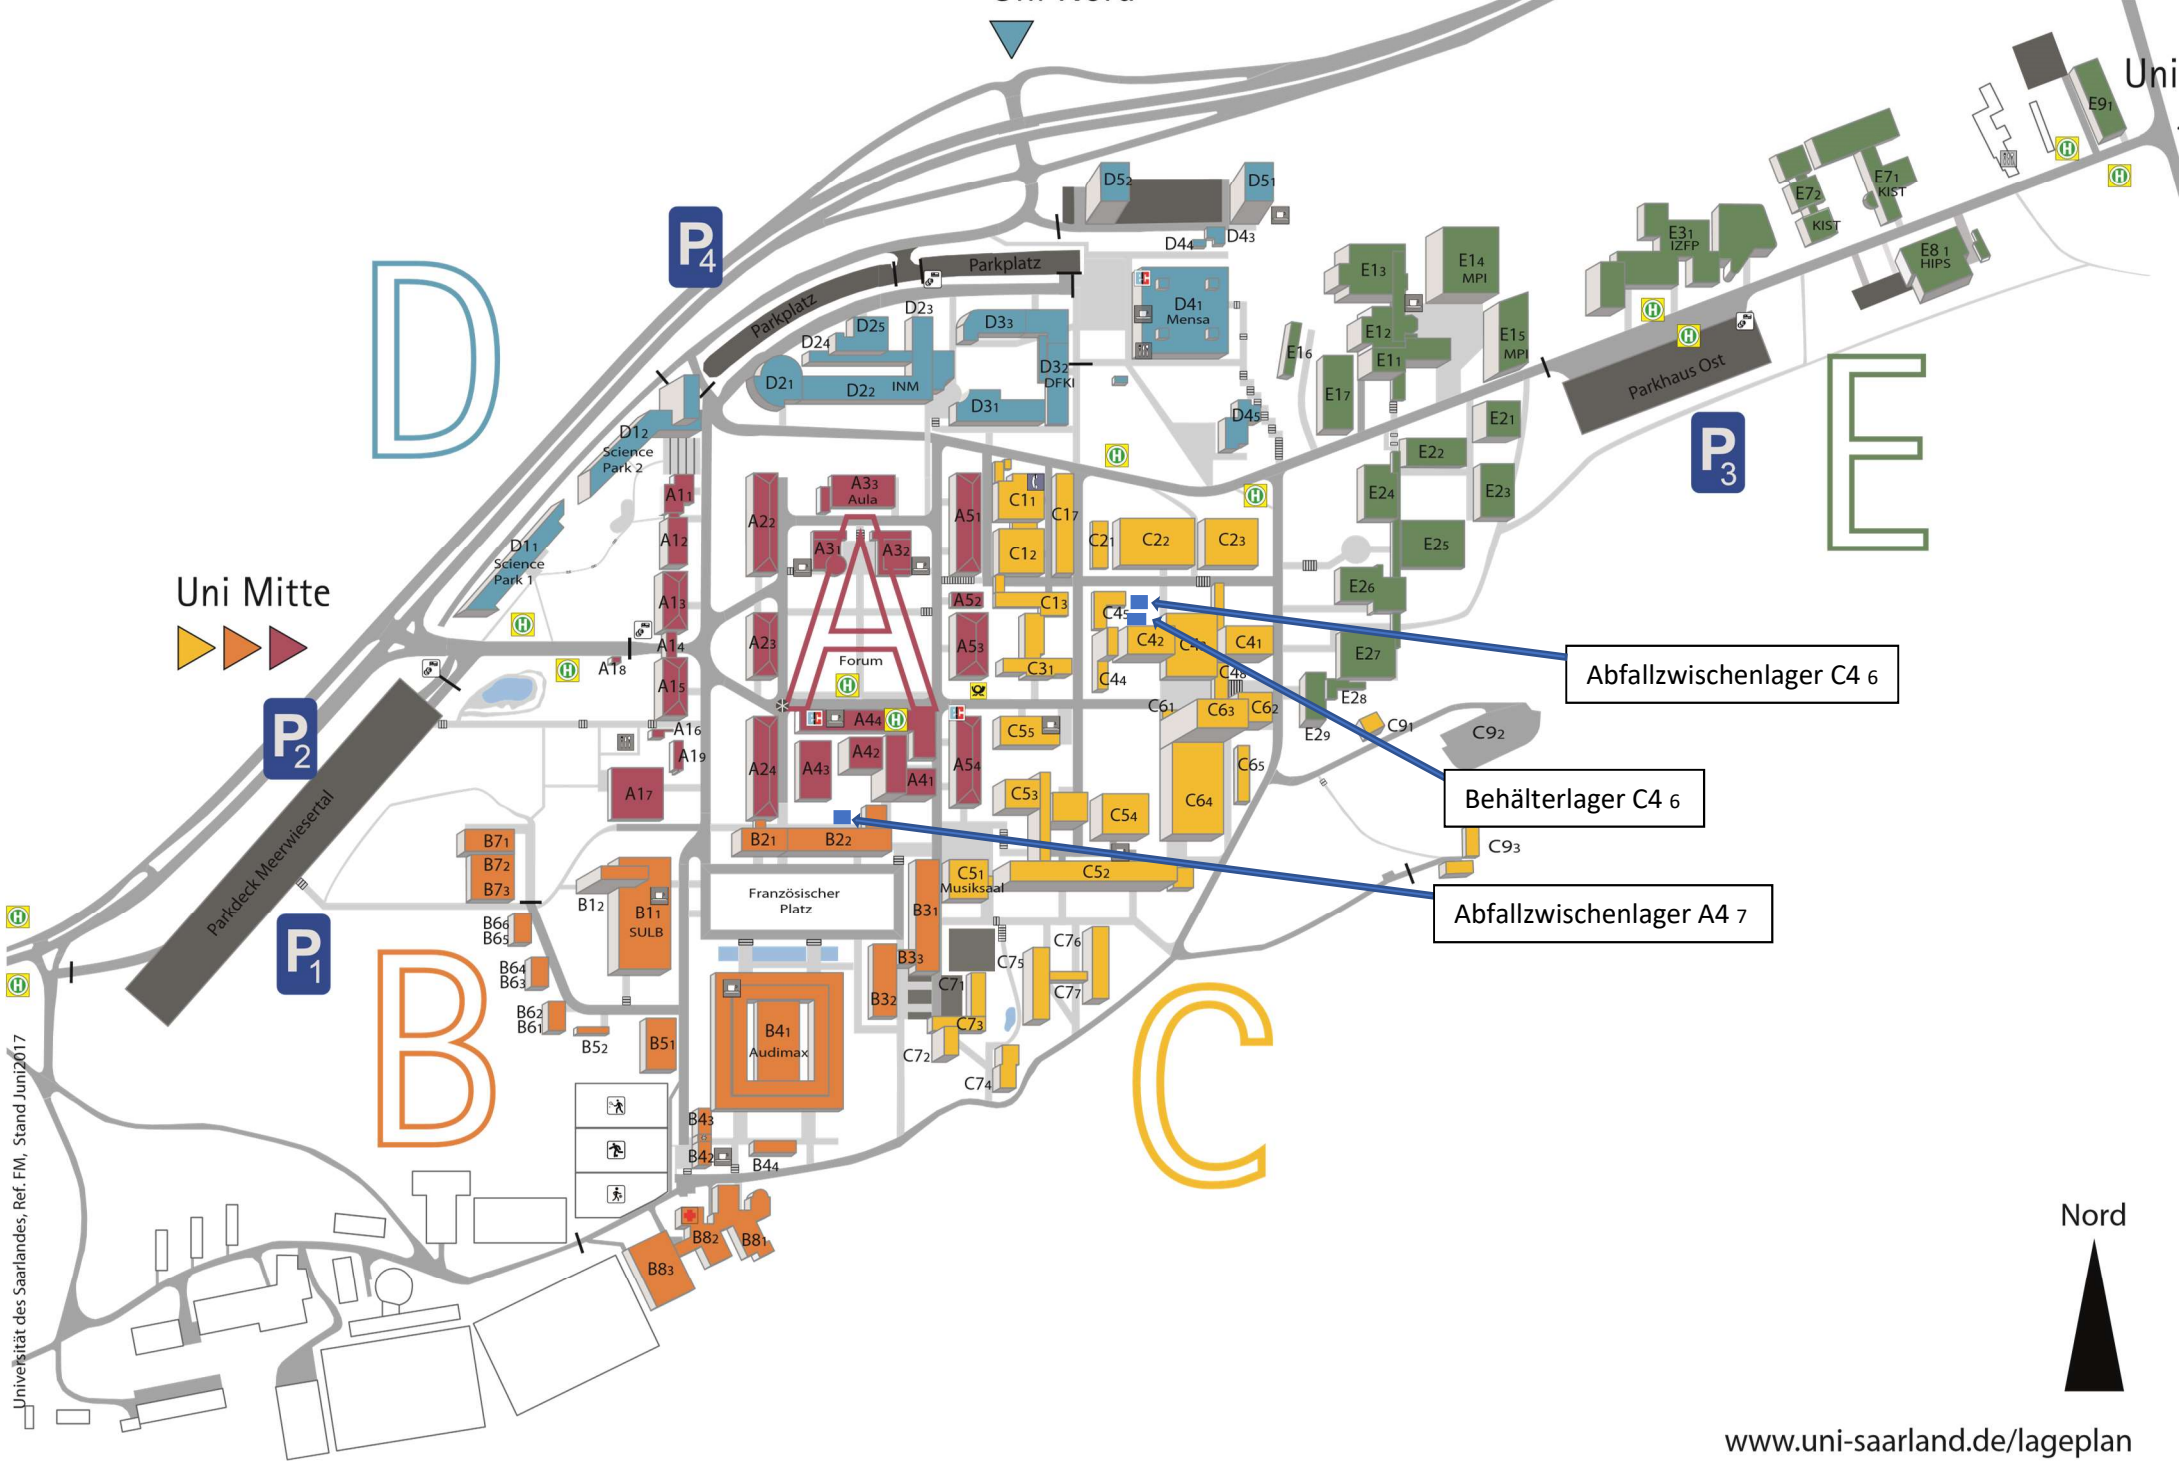 Uni
E91
E71
KIST
E72
KIST
E31
IZFP
E81
HIPS
D52
D51
D44
D43
P4
D
Parkplatz
Parkplatz
E13
E14
MPI
D41
Mensa
D23
D25
D24
D33
E12
E15
MPI
E16
E11
D32
DFKI
D21
D22
INM
D31
D45
E17
Parkhaus Ost
E
P3
E21
E22
D12
Science
Park 2
A11
A33
Aula
A22
A51
C11
C17
E24
E23
A12
A31
A32
C12
C21
C22
C23
E25
D11
Science
Park 1
Uni Mitte
E26
A13
A52
C13
C45
A
A14
A23
A53
C42
C41
E27
Abfallzwischenlager C4 6
A18
Forum
C31
C44
C48
A15
E28
C61
C63
C62
P2
A16
A44
C55
E29
C91
C92
A19
A24
A43
A42
A41
A54
C65
A17
C53
C54
C64
Behälterlager C4 6
B71
B21
B22
C93
B72
B73
C51
Musiksaal
C52
Parkdeck Meerwiesertal
Französischer
Platz
B12
B11
SULB
B31
Abfallzwischenlager A4 7
B66
B65
P1
B
B64
B63
B33
C76
C75
C71
C77
B32
B62
B61
C73
B52
B51
B41
Audimax
C72
C74
C
B43
B42
B44
B82
B81
B83
Universität des Saarlandes, Ref. FM, Stand Juni2017
Nord
www.uni-saarland.de/lageplan